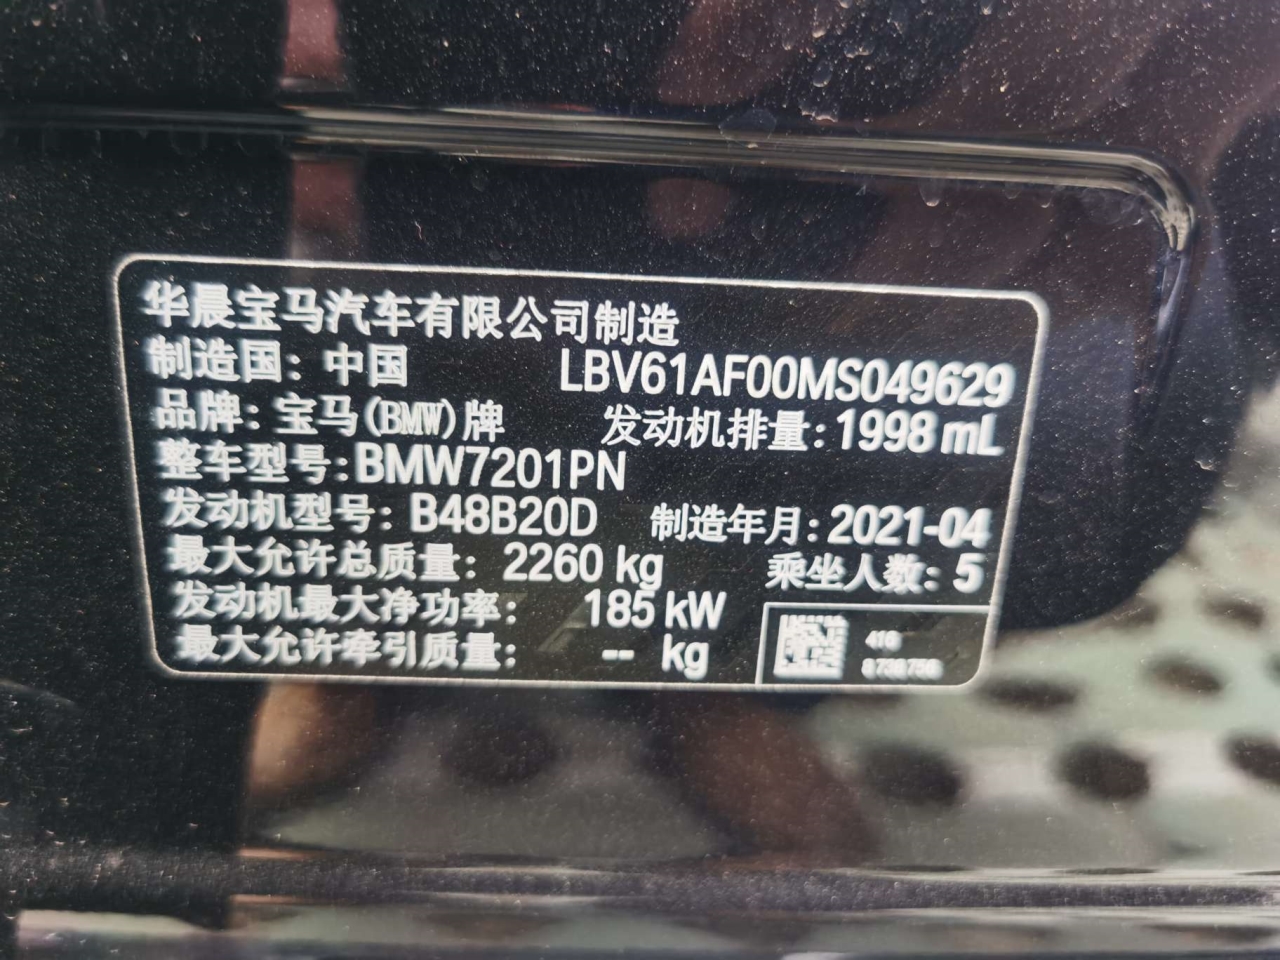 华晨宝马汽车有限公司制造
制造国：中国 LBV61AF00MS049629
品牌：宝马(BMW)牌 发动机排量：1998 mL
整车型号：BMW7201PN
发动机型号：B48B20D 制造年月：2021-04
最大允许总质量：2260 kg 乘坐人数：5
发动机最大净功率：185 kW
最大允许牵引质量：-- kg
416
8738756